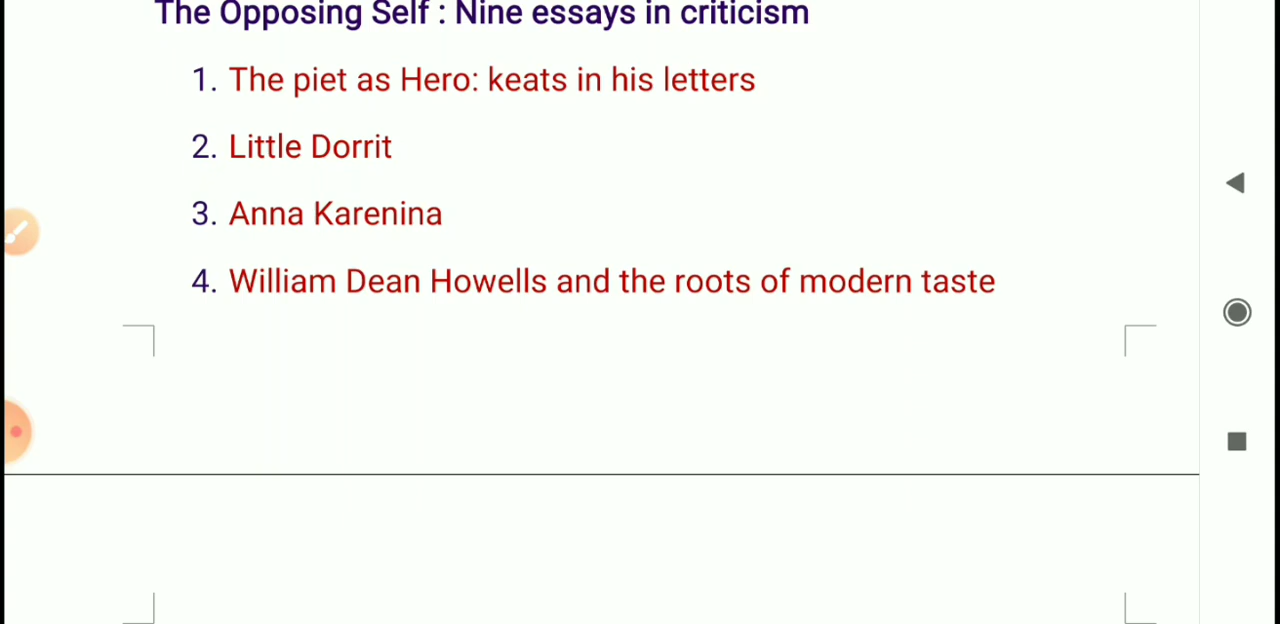 The Opposing Self : Nine essays in criticism
1. The piet as Hero: keats in his letters
2. Little Dorrit
3. Anna Karenina
4. William Dean Howells and the roots of modern taste